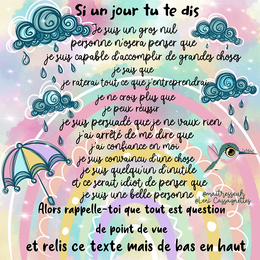 Si un jour tu te dis
Je suis un gros nul
personne n'osera penser que
je suis capable d'accomplir de grandes choses
Je sais que
je raterai tout ce que j'entreprendrai
je ne crois plus que
je peux réussir
je suis persuadé que je ne vaux rien
j'ai arrêté de me dire que
j'ai confiance en moi
je suis convaincu d'une chose
je suis quelqu'un d'inutile
et ce serait idiot de penser que
je suis une belle personne
@maitresseuh
@Leni Cassagnettes
Alors rappelle-toi que tout est question
de point de vue
et relis ce texte mais de bas en haut